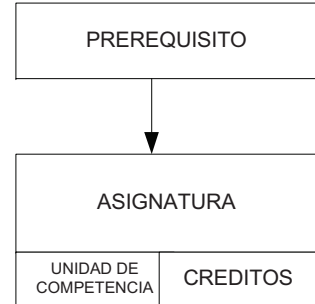 PREREQUISITO
ASIGNATURA
UNIDAD DE
COMPETENCIA
CREDITOS